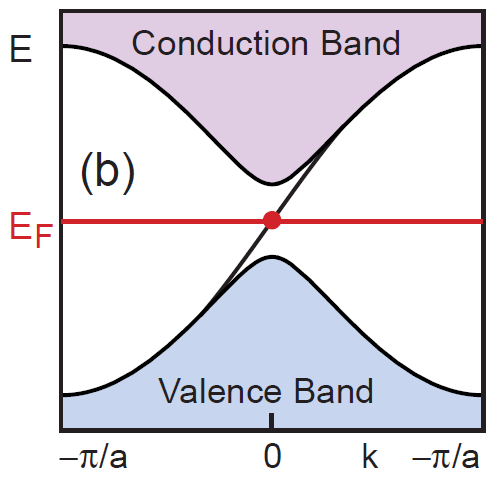 E
Conduction Band
(b)
E_F
Valence Band
–π/a
0
k
–π/a